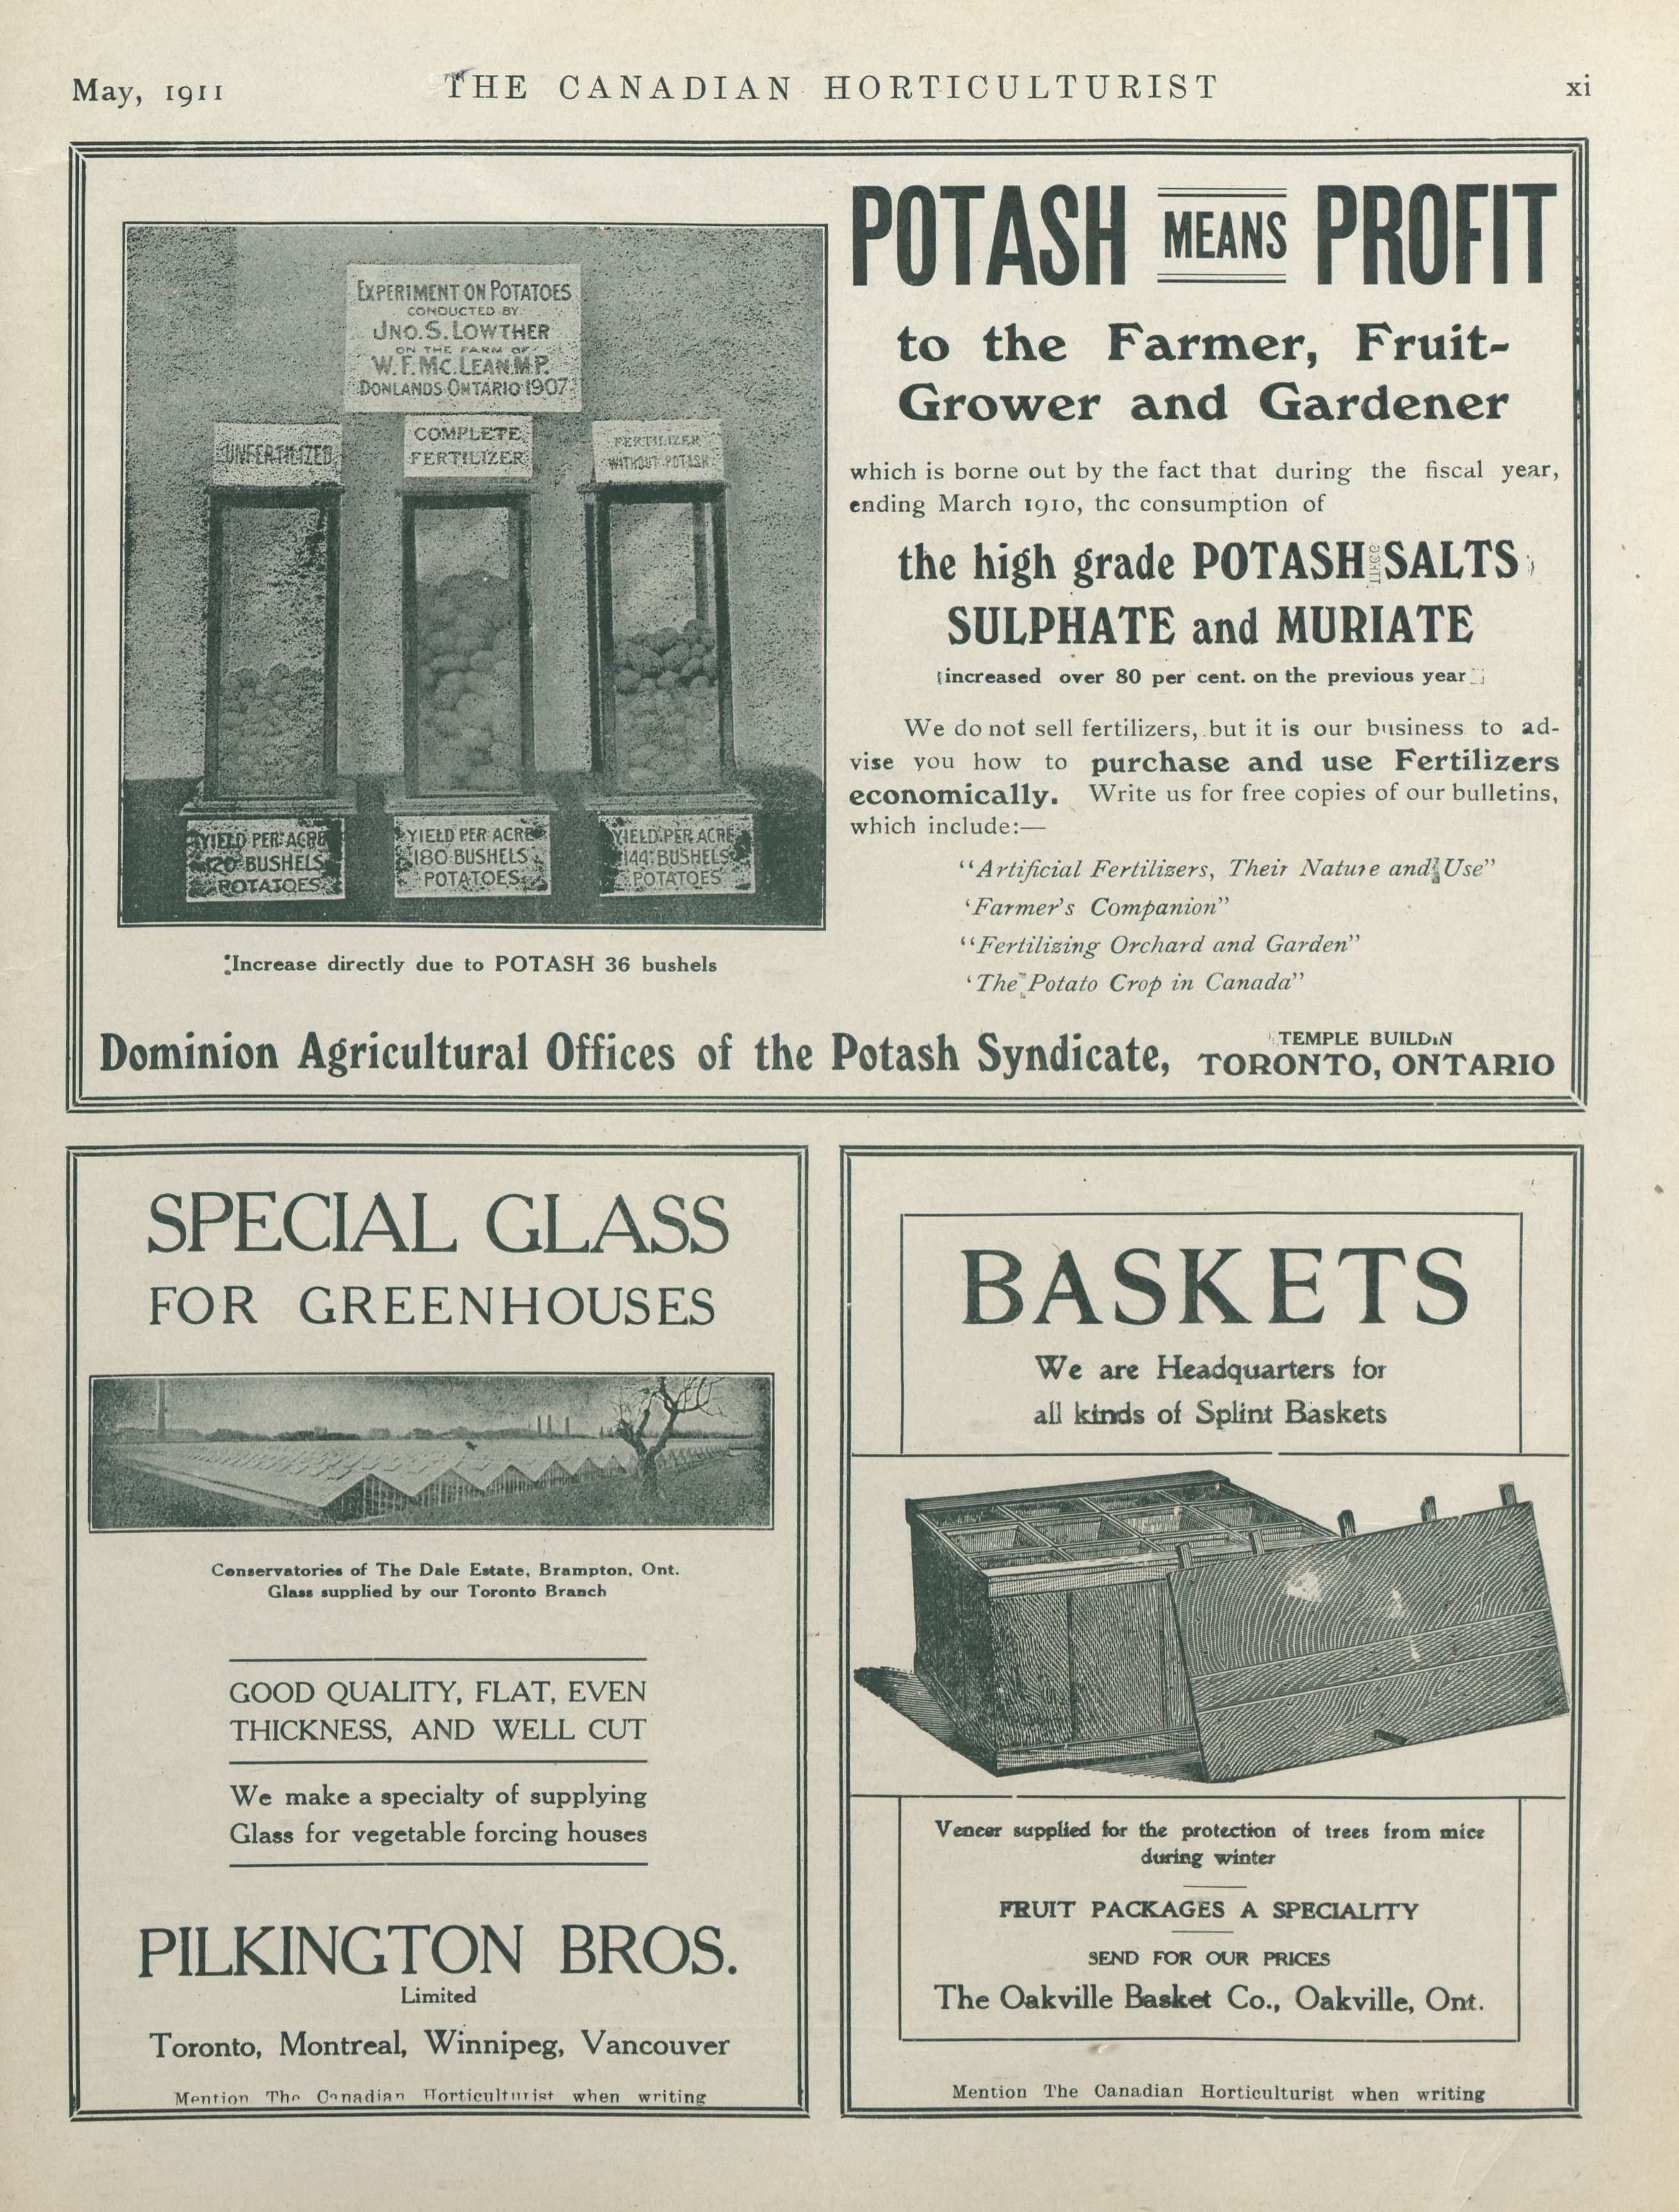 May, 1911
THE CANADIAN HORTICULTURIST
xi
EXPERIMENT ON POTATOES
CONDUCTED BY
JNO. S. LOWTHER
ON THE FARM OF
W. F. MC. LEAN. M.P.
DONLANDS ONTARIO 1907
UNFERTILIZED
COMPLETE
FERTILIZER
FERTILIZER
WITHOUT POTASH
YIELD PER ACRE
120 BUSHELS
POTATOES
YIELD PER ACRE
180 BUSHELS
POTATOES
YIELD PER ACRE
144 BUSHELS
POTATOES
Increase directly due to POTASH 36 bushels
POTASH MEANS PROFIT
to the Farmer, Fruit-
Grower and Gardener
which is borne out by the fact that during the fiscal year,
ending March 1910, the consumption of
the high grade POTASH SALTS
SULPHATE and MURIATE
increased over 80 per cent. on the previous year
We do not sell fertilizers, but it is our business to ad-
vise you how to purchase and use Fertilizers
economically. Write us for free copies of our bulletins,
which include:—
"Artificial Fertilizers, Their Nature and Use"
'Farmer's Companion"
"Fertilizing Orchard and Garden"
'The Potato Crop in Canada"
Dominion Agricultural Offices of the Potash Syndicate,
TEMPLE BUILDIN
TORONTO, ONTARIO
SPECIAL GLASS
FOR GREENHOUSES
Conservatories of The Dale Estate, Brampton, Ont.
Glass supplied by our Toronto Branch
GOOD QUALITY, FLAT, EVEN
THICKNESS, AND WELL CUT
We make a specialty of supplying
Glass for vegetable forcing houses
PILKINGTON BROS.
Limited
Toronto, Montreal, Winnipeg, Vancouver
Mention The Canadian Horticulturist when writing
BASKETS
We are Headquarters for
all kinds of Splint Baskets
Veneer supplied for the protection of trees from mice
during winter
FRUIT PACKAGES A SPECIALITY
SEND FOR OUR PRICES
The Oakville Basket Co., Oakville, Ont.
Mention The Canadian Horticulturist when writing